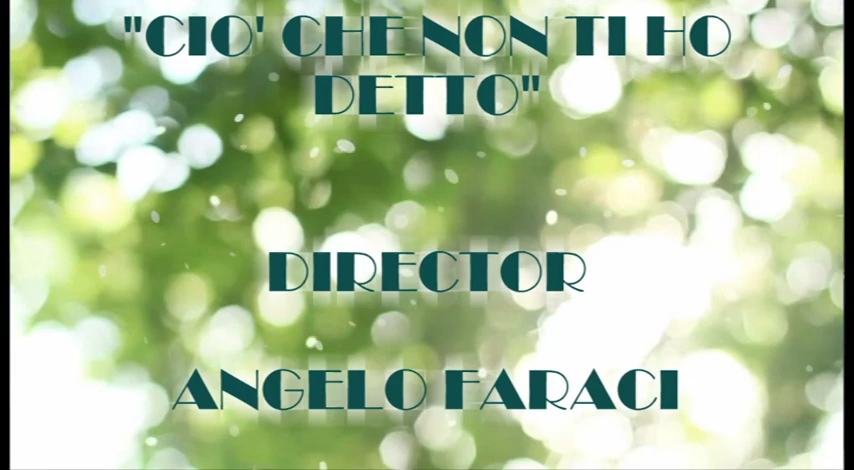 "CIO' CHE NON TI HO
DETTO"
DIRECTOR
ANGELO FARACI